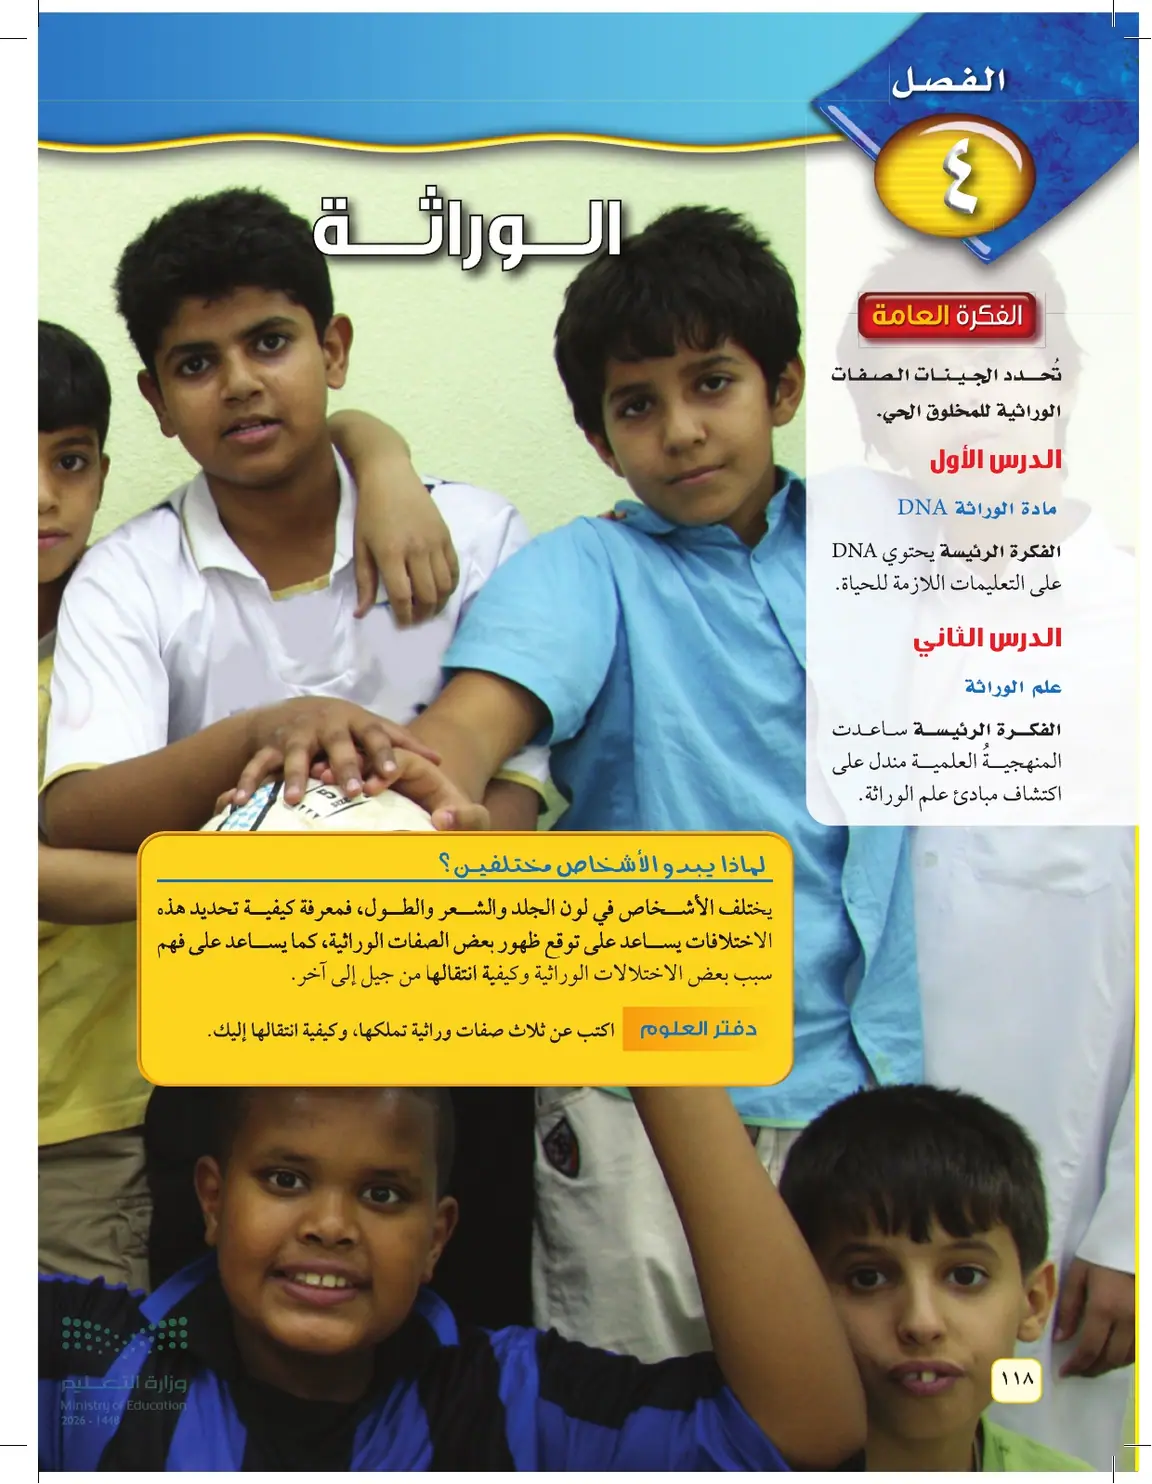 الفصل
٤
الوراثة
الفكرة العامة
تُحدد الجينات الصفات
الوراثية للمخلوق الحي.
الدرس الأول
مادة الوراثة DNA
الفكرة الرئيسة يحتوي DNA
على التعليمات اللازمة للحياة.
الدرس الثاني
علم الوراثة
الفكرة الرئيسة ساعدت
المنهجيةُ العلمية مندل على
اكتشاف مبادئ علم الوراثة.
لماذا يبدو الأشخاص مختلفين؟
يختلف الأشخاص في لون الجلد والشعر والطول، فمعرفة كيفية تحديد هذه
الاختلافات يساعد على توقع ظهور بعض الصفات الوراثية، كما يساعد على فهم
سبب بعض الاختلالات الوراثية وكيفية انتقالها من جيل إلى آخر.
دفتر العلوم اكتب عن ثلاث صفات وراثية تملكها، وكيفية انتقالها إليك.
وزارة التعليم
Ministry of Education
2026 - 1448
١١٨